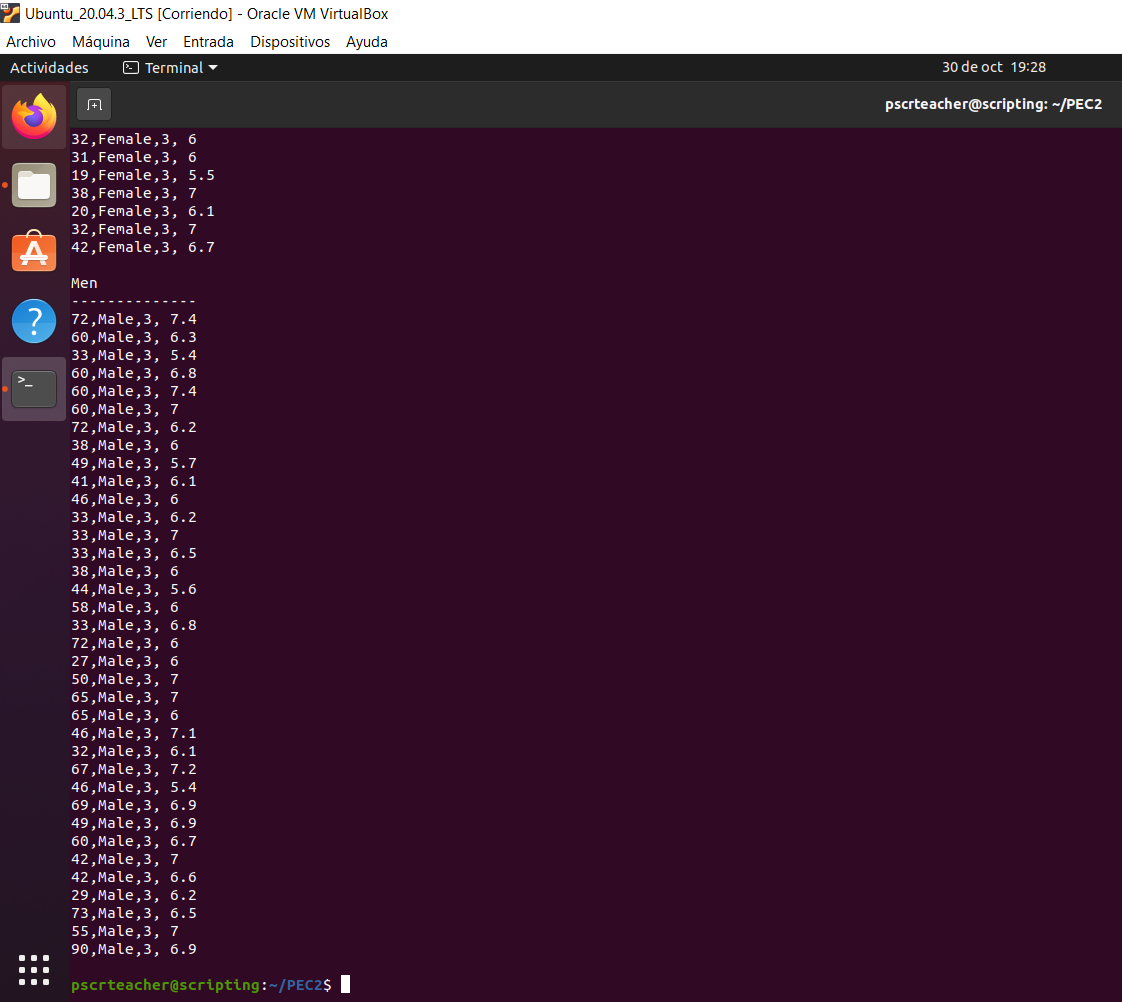 Ubuntu_20.04.3_LTS [Corriendo] - Oracle VM VirtualBox
Archivo Máquina Ver Entrada Dispositivos Ayuda
Actividades Terminal 30 de oct 19:28
pscrteacher@scripting: ~/PEC2
32,Female,3, 6
31,Female,3, 6
19,Female,3, 5.5
38,Female,3, 7
20,Female,3, 6.1
32,Female,3, 7
42,Female,3, 6.7
Men
--------------
72,Male,3, 7.4
60,Male,3, 6.3
33,Male,3, 5.4
60,Male,3, 6.8
60,Male,3, 7.4
60,Male,3, 7
72,Male,3, 6.2
38,Male,3, 6
49,Male,3, 5.7
41,Male,3, 6.1
46,Male,3, 6
33,Male,3, 6.2
33,Male,3, 7
33,Male,3, 6.5
38,Male,3, 6
44,Male,3, 5.6
58,Male,3, 6
33,Male,3, 6.8
72,Male,3, 6
27,Male,3, 6
50,Male,3, 7
65,Male,3, 7
65,Male,3, 6
46,Male,3, 7.1
32,Male,3, 6.1
67,Male,3, 7.2
46,Male,3, 5.4
69,Male,3, 6.9
49,Male,3, 6.9
60,Male,3, 6.7
42,Male,3, 7
42,Male,3, 6.6
29,Male,3, 6.2
73,Male,3, 6.5
55,Male,3, 7
90,Male,3, 6.9
pscrteacher@scripting:~/PEC2$